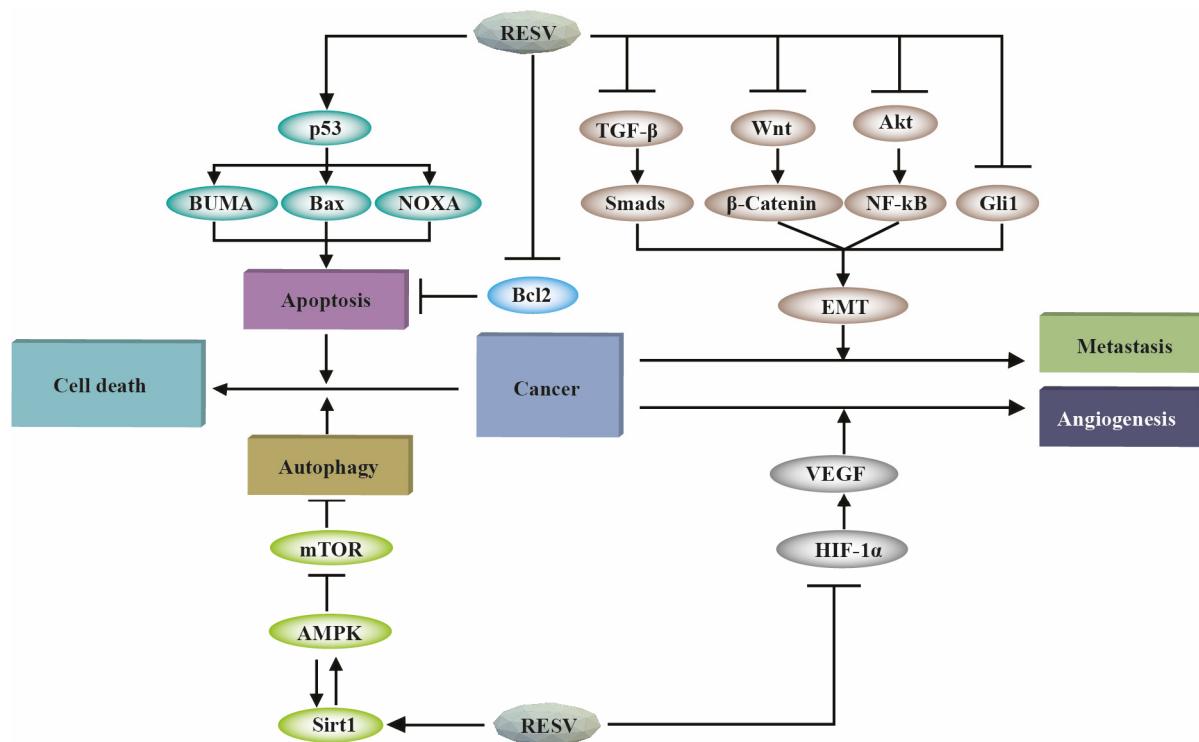 RESV
p53
TGF-β
Wnt
Akt
BUMA
Bax
NOXA
Smads
β-Catenin
NF-kB
Gli1
Apoptosis
Bcl2
EMT
Cell death
Cancer
Metastasis
Angiogenesis
Autophagy
VEGF
mTOR
HIF-1α
AMPK
Sirt1
RESV